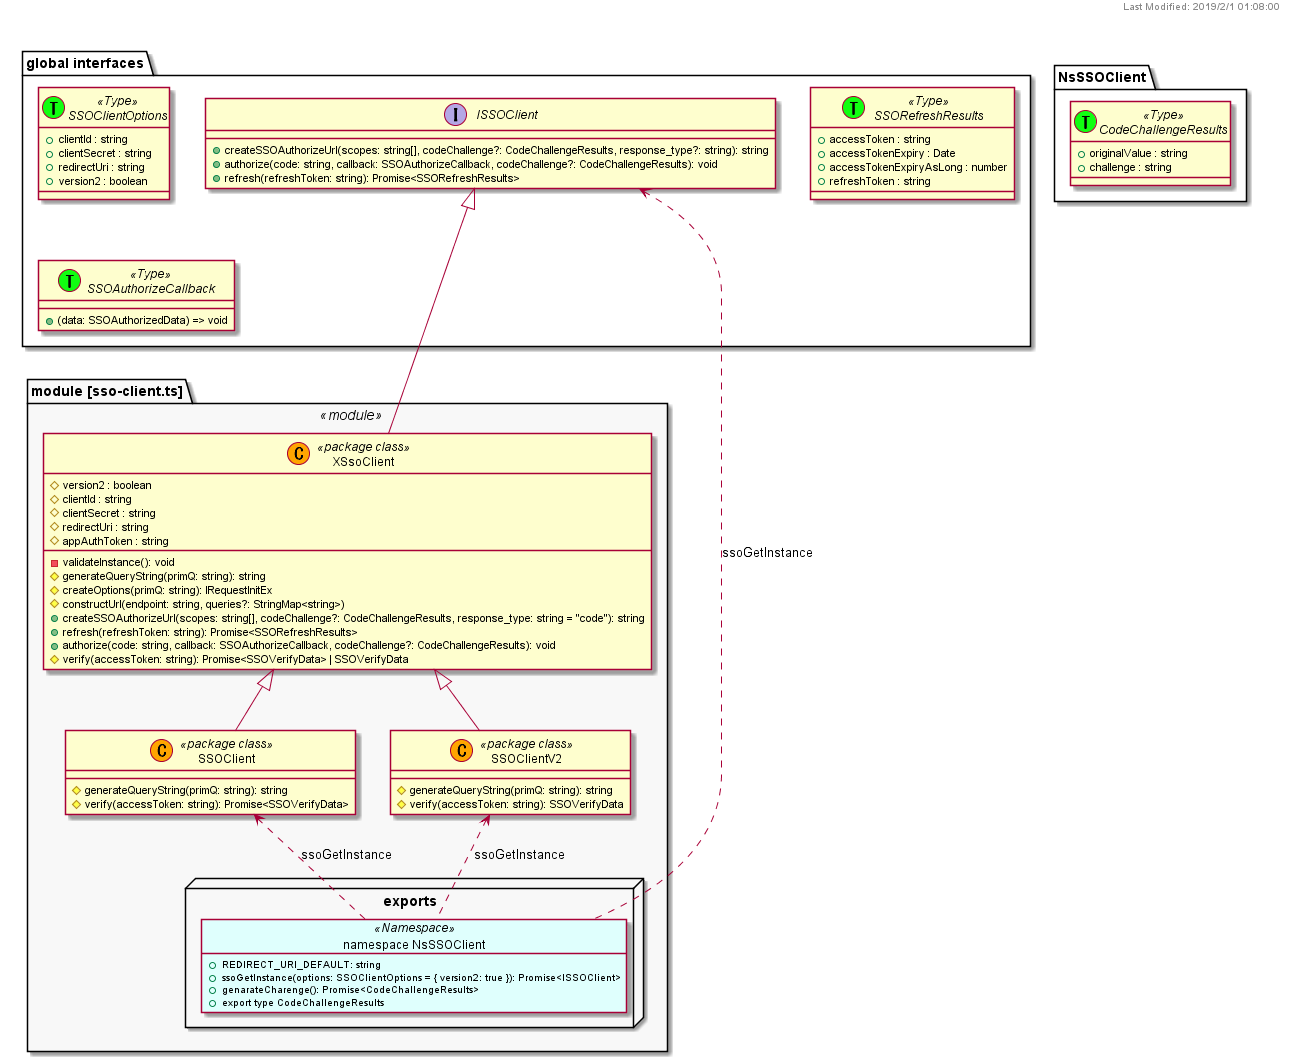 Last Modified: 2019/2/1 01:08:00
global interfaces
T
«Type»
SSOClientOptions
clientId : string
clientSecret : string
redirectUri : string
version2 : boolean
I
ISSOClient
createSSOAuthorizeUrl(scopes: string[], codeChallenge?: CodeChallengeResults, response_type?: string): string
authorize(code: string, callback: SSOAuthorizeCallback, codeChallenge?: CodeChallengeResults): void
refresh(refreshToken: string): Promise<SSORefreshResults>
T
«Type»
SSORefreshResults
accessToken : string
accessTokenExpiry : Date
accessTokenExpiryAsLong : number
refreshToken : string
NsSSOClient
T
«Type»
CodeChallengeResults
originalValue : string
challenge : string
T
«Type»
SSOAuthorizeCallback
(data: SSOAuthorizedData) => void
module [sso-client.ts]
«module»
C
«package class»
XSsoClient
version2 : boolean
clientId : string
clientSecret : string
redirectUri : string
appAuthToken : string
validateInstance(): void
generateQueryString(primQ: string): string
createOptions(primQ: string): IRequestInitEx
constructUrl(endpoint: string, queries?: StringMap<string>)
createSSOAuthorizeUrl(scopes: string[], codeChallenge?: CodeChallengeResults, response_type: string = "code"): string
refresh(refreshToken: string): Promise<SSORefreshResults>
authorize(code: string, callback: SSOAuthorizeCallback, codeChallenge?: CodeChallengeResults): void
verify(accessToken: string): Promise<SSOVerifyData> | SSOVerifyData
ssoGetInstance
C
«package class»
SSOClient
generateQueryString(primQ: string): string
verify(accessToken: string): Promise<SSOVerifyData>
C
«package class»
SSOClientV2
generateQueryString(primQ: string): string
verify(accessToken: string): SSOVerifyData
ssoGetInstance
ssoGetInstance
exports
«Namespace»
namespace NsSSOClient
REDIRECT_URI_DEFAULT: string
ssoGetInstance(options: SSOClientOptions = { version2: true }): Promise<ISSOClient>
genarateCharenge(): Promise<CodeChallengeResults>
export type CodeChallengeResults